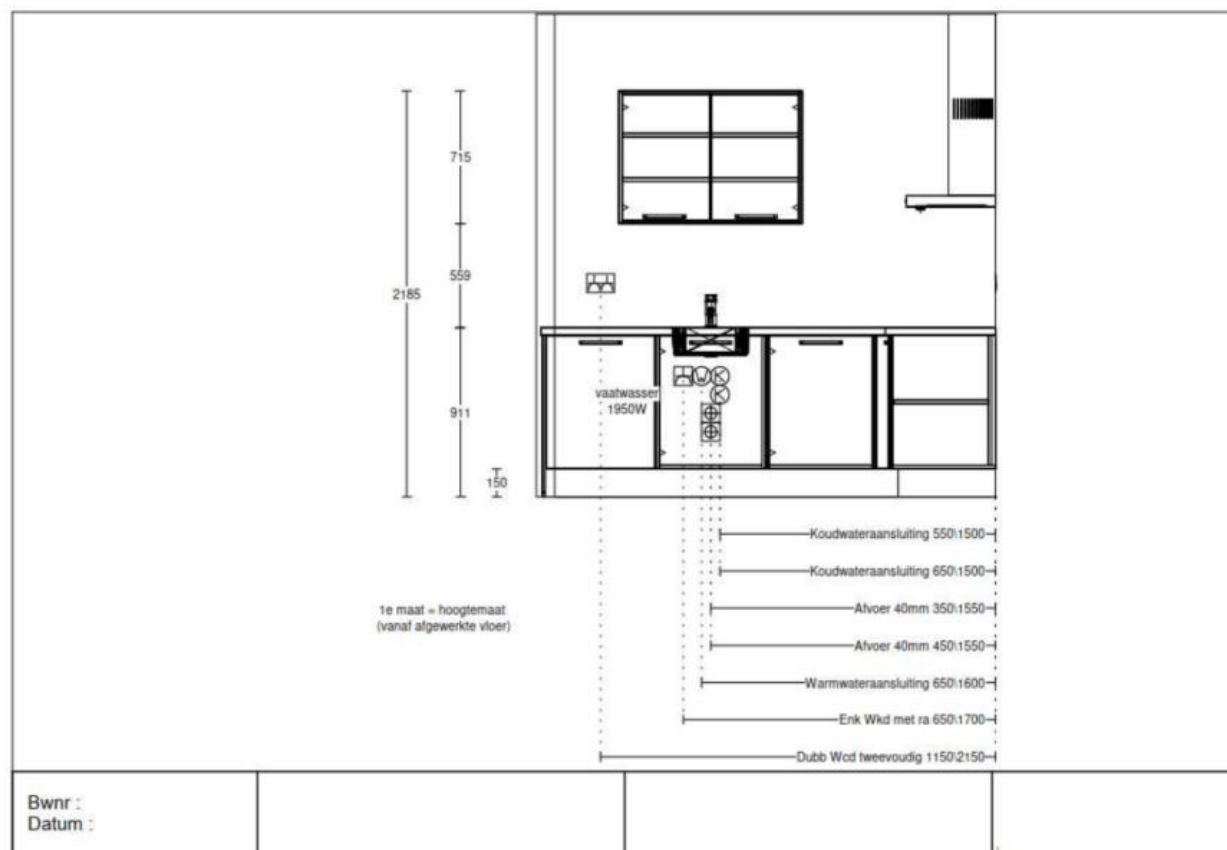 715
559
2185
911
150
vaatwasser
1950W
K
K
Koudwateraansluiting 550\1500
Koudwateraansluiting 650\1500
1e maat = hoogtemaat
(vanaf afgewerkte vloer)
Afvoer 40mm 350\1550
Afvoer 40mm 450\1550
Warmwateraansluiting 650\1600
Enk Wkd met ra 650\1700
Dubb Wcd tweevoudig 1150\2150
Bwnr :
Datum :